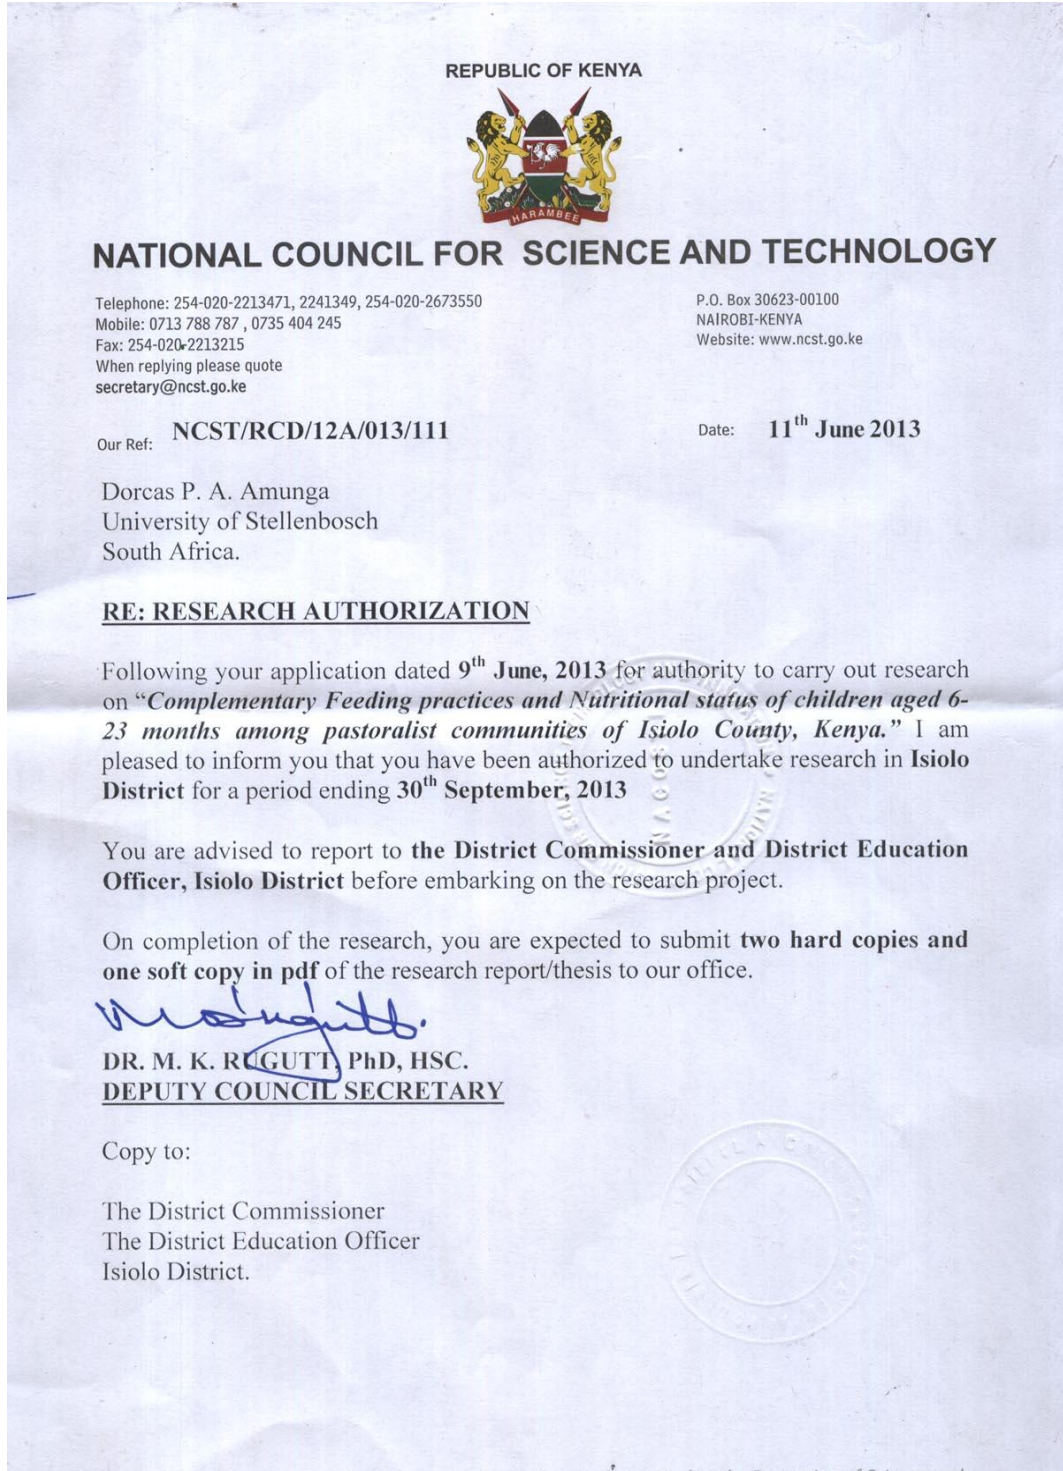 REPUBLIC OF KENYA
HARAMBEE
NATIONAL COUNCIL FOR SCIENCE AND TECHNOLOGY
Telephone: 254-020-2213471, 2241349, 254-020-2673550
Mobile: 0713 788 787 , 0735 404 245
Fax: 254-020-2213215
When replying please quote
secretary@ncst.go.ke
P.O. Box 30623-00100
NAIROBI-KENYA
Website: www.ncst.go.ke
Our Ref: NCST/RCD/12A/013/111
Date: 11th June 2013
Dorcas P. A. Amunga
University of Stellenbosch
South Africa.
RE: RESEARCH AUTHORIZATION
Following your application dated 9th June, 2013 for authority to carry out research
on “Complementary Feeding practices and Nutritional status of children aged 6-
23 months among pastoralist communities of Isiolo County, Kenya.” I am
pleased to inform you that you have been authorized to undertake research in Isiolo
District for a period ending 30th September, 2013
You are advised to report to the District Commissioner and District Education
Officer, Isiolo District before embarking on the research project.
On completion of the research, you are expected to submit two hard copies and
one soft copy in pdf of the research report/thesis to our office.
DR. M. K. RUGUTT, PhD, HSC.
DEPUTY COUNCIL SECRETARY
Copy to:
The District Commissioner
The District Education Officer
Isiolo District.